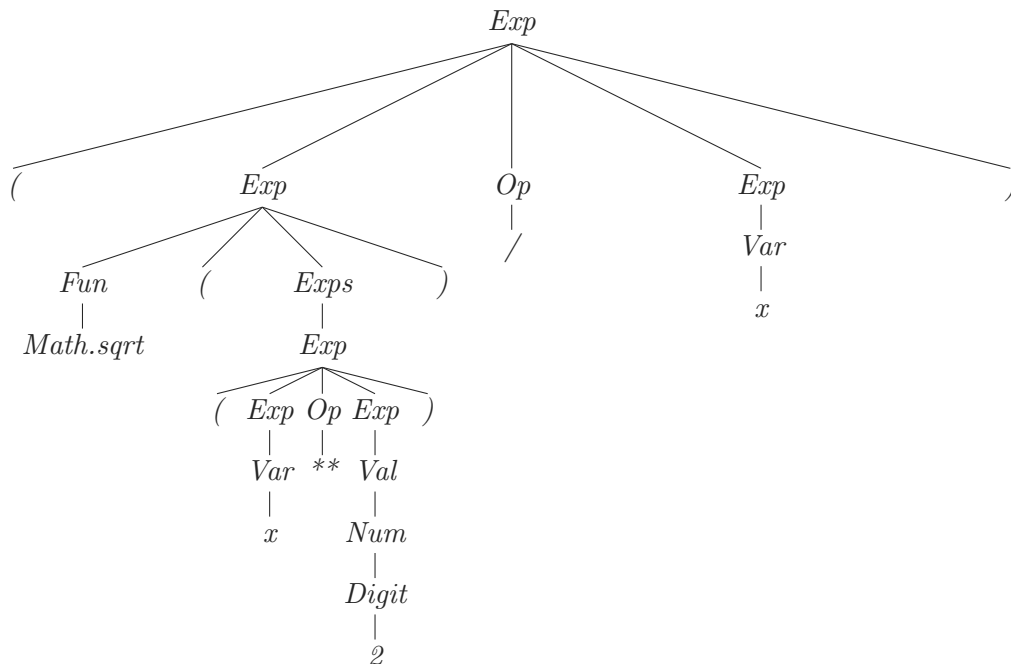 Exp
( Exp Op Exp )
/ Var
Fun ( Exps )
x
Math.sqrt Exp
( Exp Op Exp )
Var ** Val
x Num
Digit
2